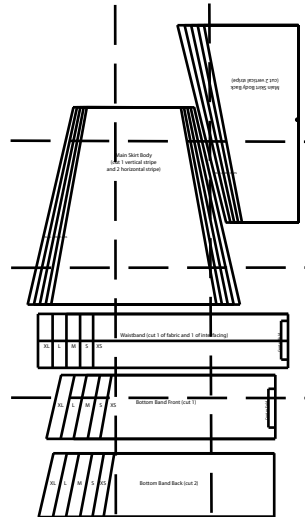 Main Skirt Body Back
(cut 2 vertical stripe)
Main Skirt Body
(cut 1 vertical stripe
and 2 horizontal stripe)
Waistband (cut 1 of fabric and 1 of interfacing)
XL L M S XS
Bottom Band Front (cut 1)
XL L M S XS
Bottom Band Back (cut 2)
XL L M S XS